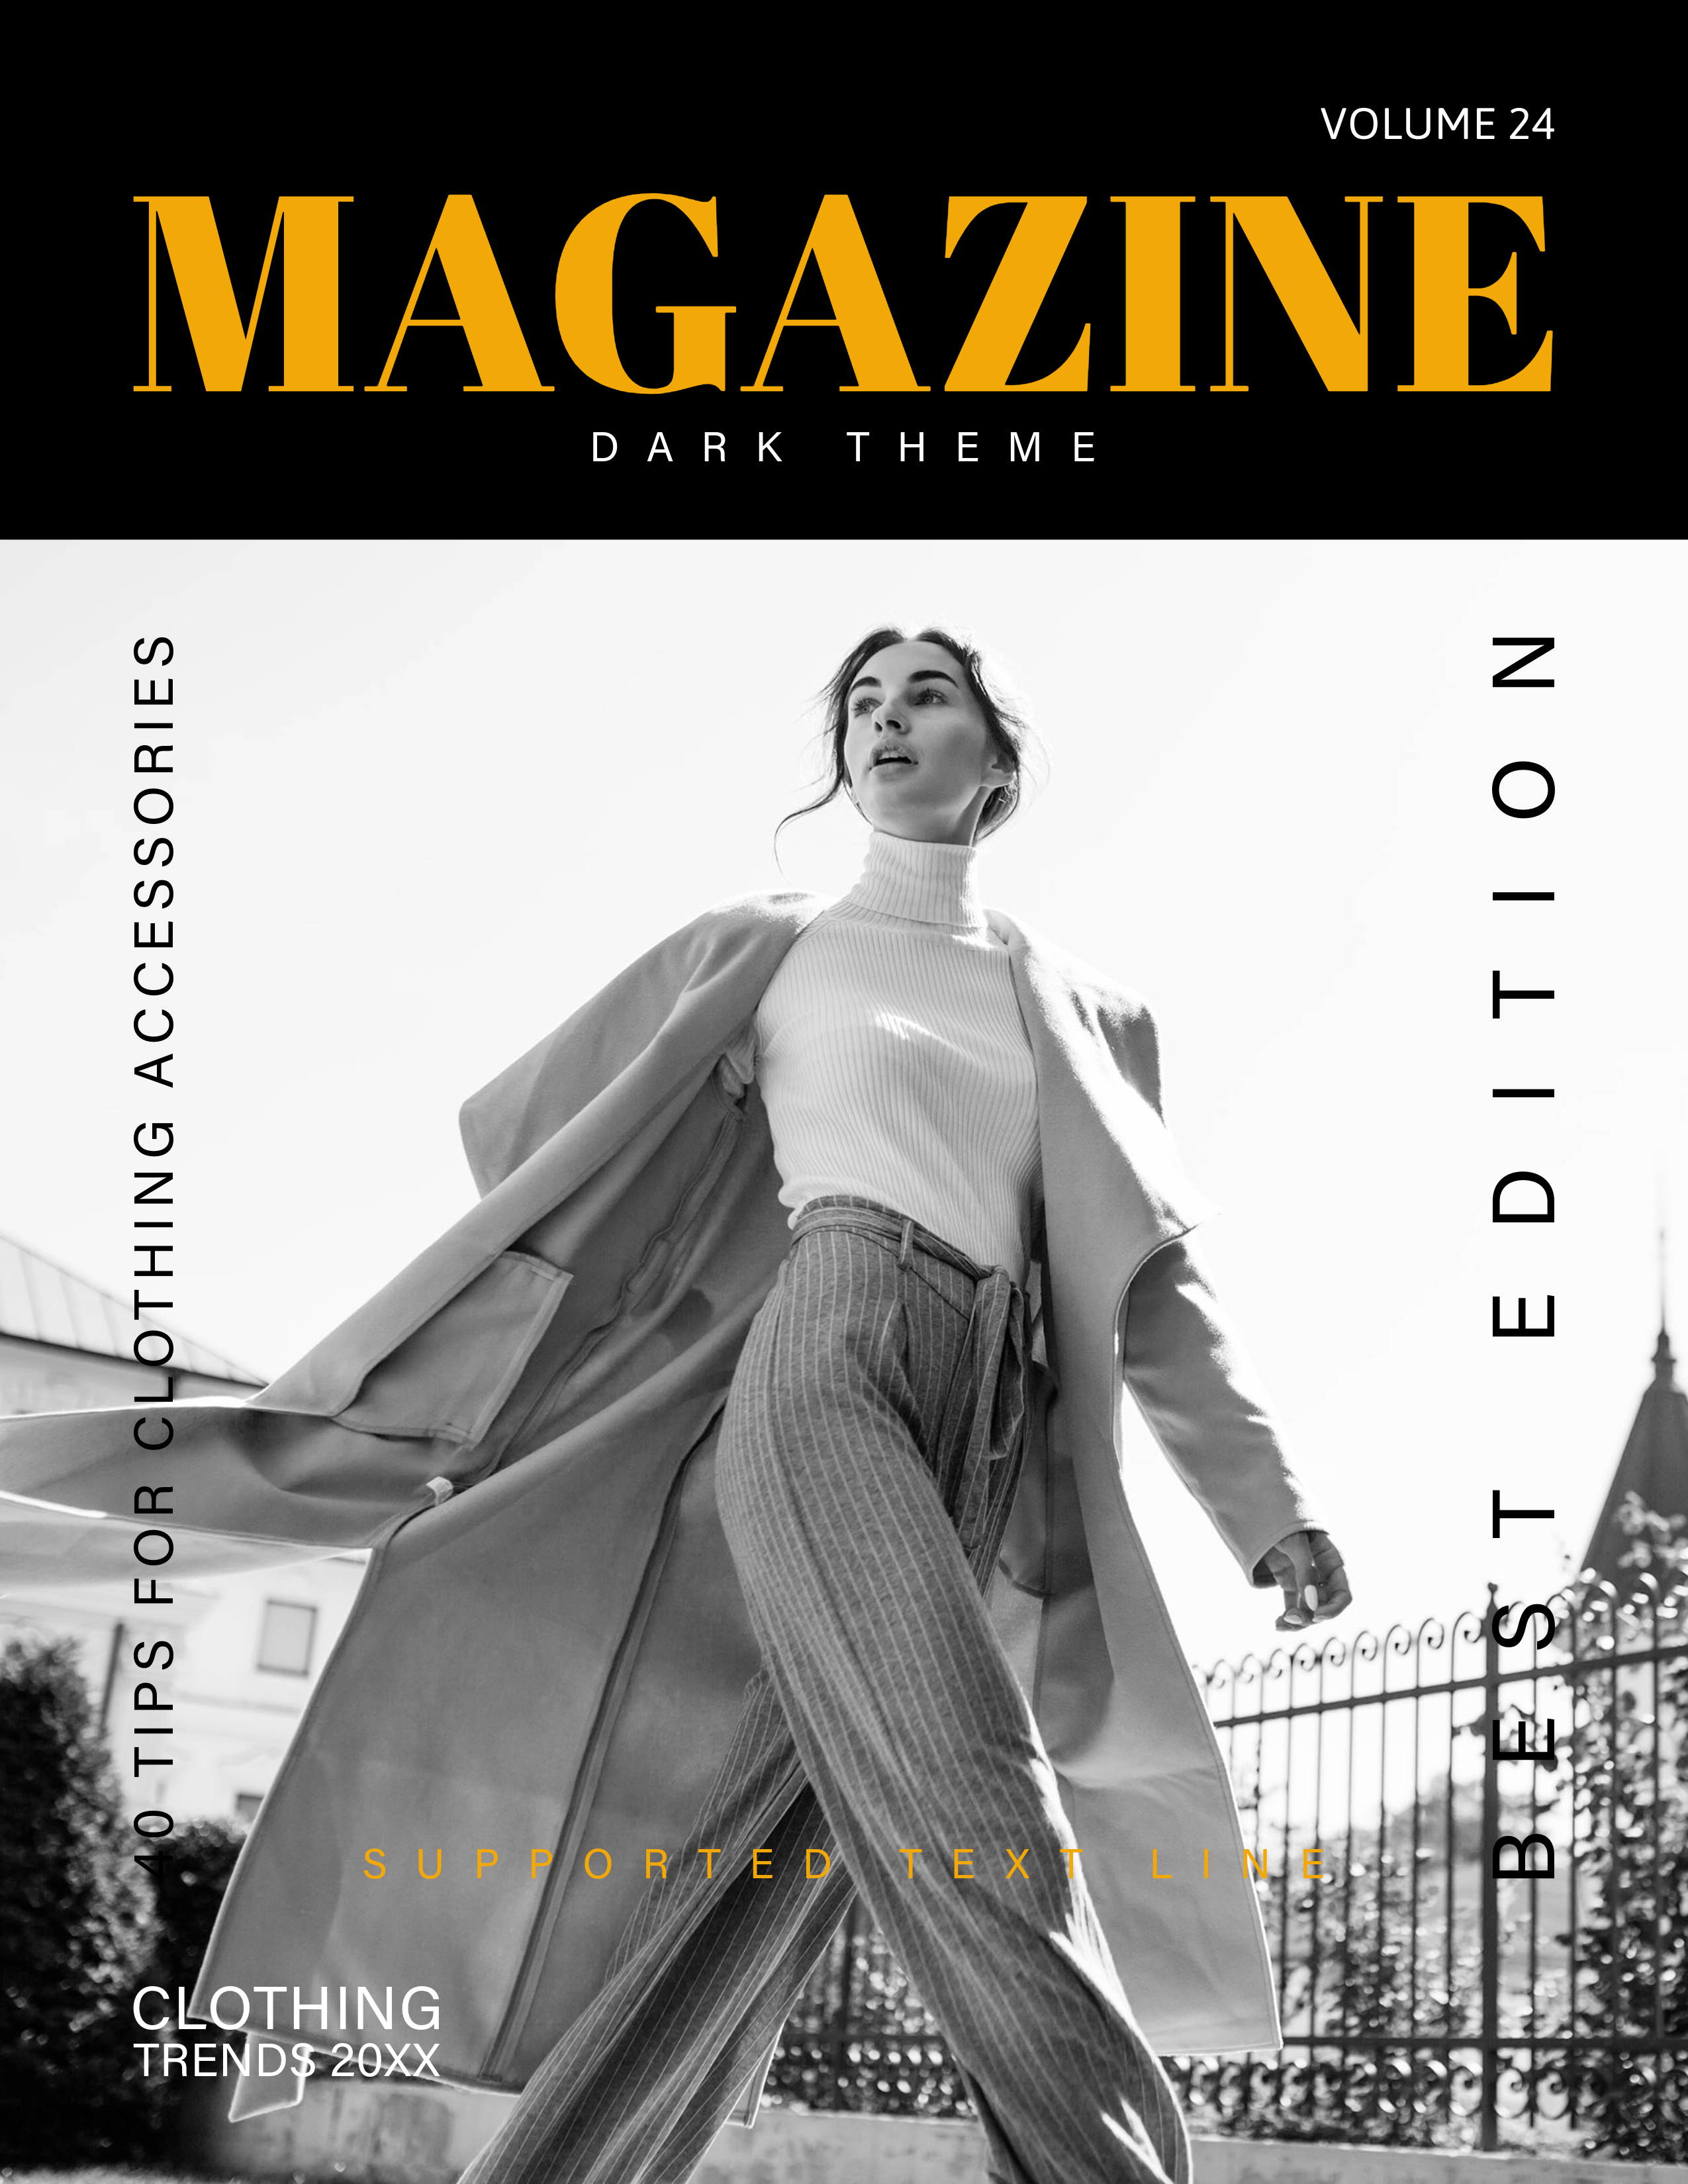 VOLUME 24
MAGAZINE
DARK THEME
40 TIPS FOR CLOTHING ACCESSORIES
BEST EDITION
SUPPORTED TEXT LINE
CLOTHING
TRENDS 20XX